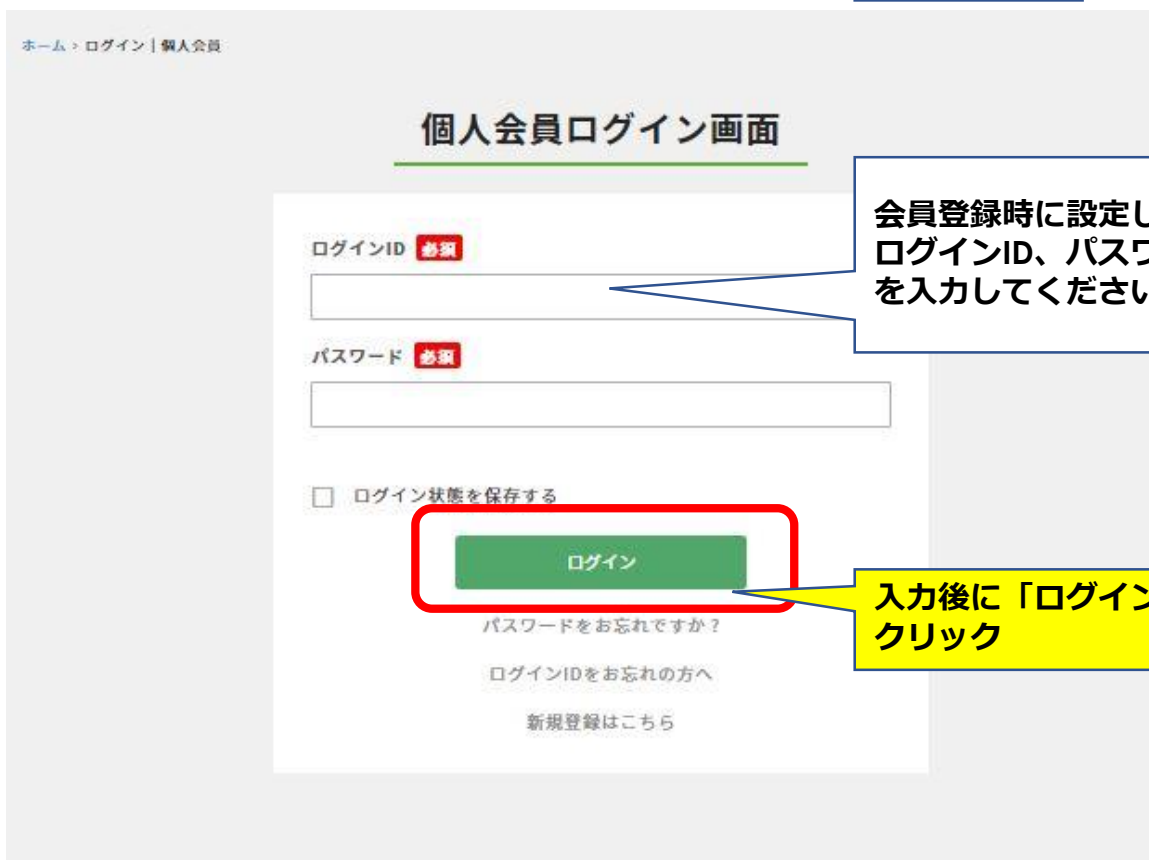 ホーム > ログイン | 個人会員
個人会員ログイン画面
ログインID 必須
会員登録時に設定し
ログインID、パスワ
を入力してください
パスワード 必須
ログイン状態を保存する
ログイン
入力後に「ログイン
クリック
パスワードをお忘れですか？
ログインIDをお忘れの方へ
新規登録はこちら